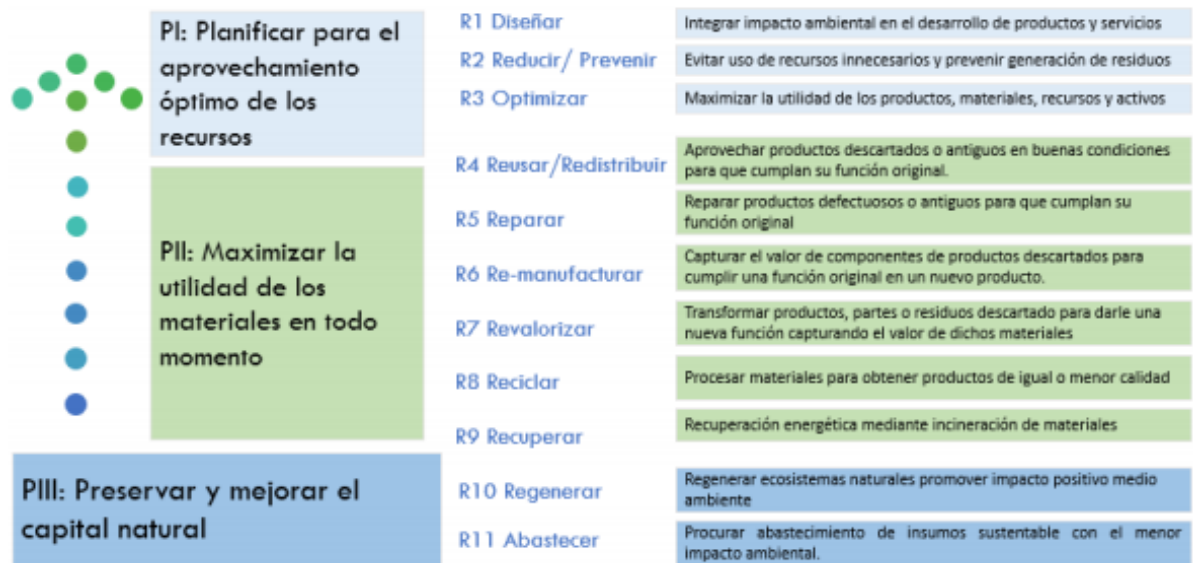 PI: Planificar para el
aprovechamiento
óptimo de los
recursos
R1 Diseñar
Integrar impacto ambiental en el desarrollo de productos y servicios
R2 Reducir/ Prevenir
Evitar uso de recursos innecesarios y prevenir generación de residuos
R3 Optimizar
Maximizar la utilidad de los productos, materiales, recursos y activos
PII: Maximizar la
utilidad de los
materiales en todo
momento
R4 Reusar/Redistribuir
Aprovechar productos descartados o antiguos en buenas condiciones
para que cumplan su función original.
R5 Reparar
Reparar productos defectuosos o antiguos para que cumplan su
función original
R6 Re-manufacturar
Capturar el valor de componentes de productos descartados para
cumplir una función original en un nuevo producto.
R7 Revalorizar
Transformar productos, partes o residuos descartado para darle una
nueva función capturando el valor de dichos materiales
R8 Reciclar
Procesar materiales para obtener productos de igual o menor calidad
R9 Recuperar
Recuperación energética mediante incineración de materiales
PIII: Preservar y mejorar el
capital natural
R10 Regenerar
Regenerar ecosistemas naturales promover impacto positivo medio
ambiente
R11 Abastecer
Procurar abastecimiento de insumos sustentable con el menor
impacto ambiental.